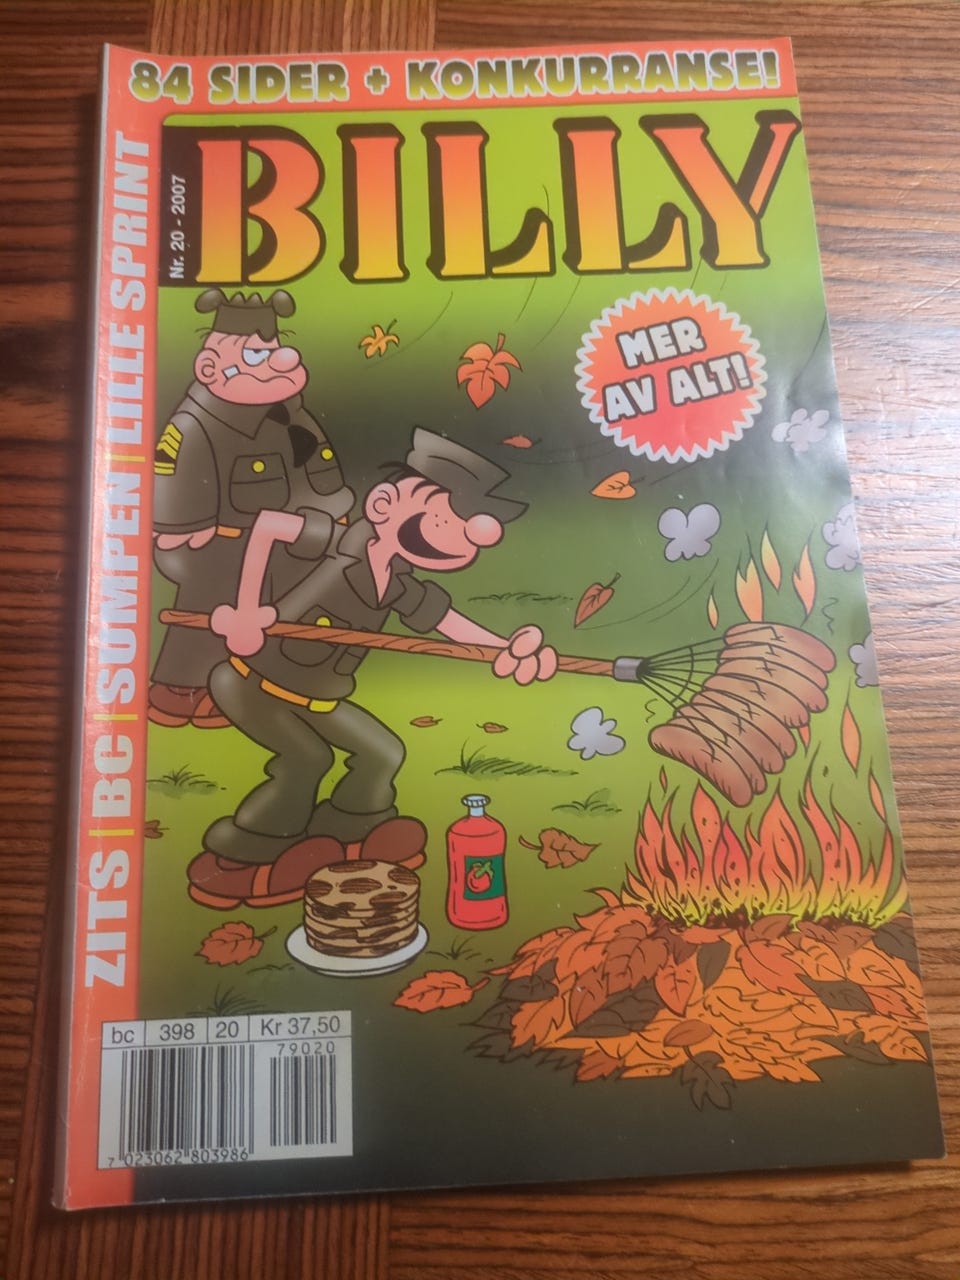 84 SIDER + KONKURRANSE!
BILLY
Nr. 20 - 2007
MER
AV ALT!
ZITS | BC | SUMPEN | LILLE SPRINT
bc 398 20 Kr 37,50
79020
7 023062 803986